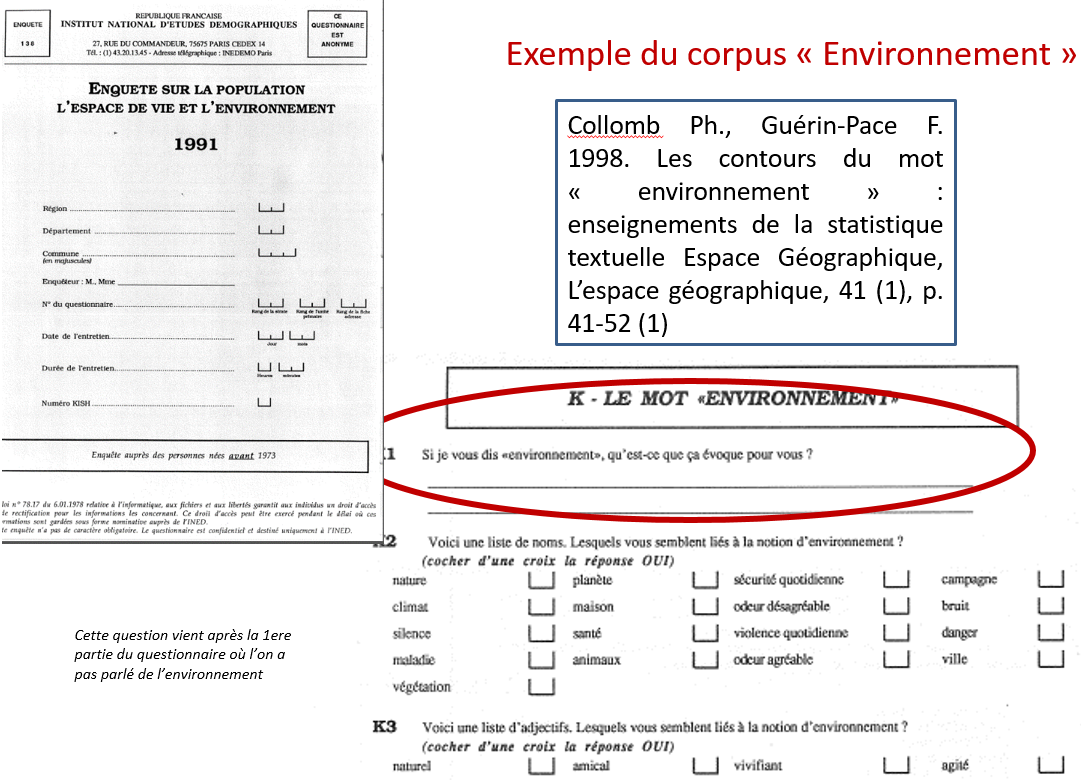 ENQUETE
136
REPUBLIQUE FRANCAISE
INSTITUT NATIONAL D'ETUDES DEMOGRAPHIQUES
27, RUE DU COMMANDEUR, 75675 PARIS CEDEX 14
Tél. : (1) 43.20.13.45 - Adresse télégraphique : INEDEMO Paris
CE
QUESTIONNAIRE
EST
ANONYME
ENQUETE SUR LA POPULATION
L'ESPACE DE VIE ET L'ENVIRONNEMENT
1991
Région
Département
Commune
(en majuscules)
Enquêteur : M., Mme
N° du questionnaire
Rang de la strate
Rang de l'unité
primaire
Rang de la fiche
adresse
Date de l'entretien
Jour
mois
Durée de l'entretien
Heures
minutes
Numéro KISH
Enquête auprès des personnes nées avant 1973
loi n° 78.17 du 6.01.1978 relative à l'informatique, aux fichiers et aux libertés garantit aux individus un droit d'accès
te rectification pour les informations les concernant. Ce droit d'accès peut être exercé pendant le délai où ces
rmations sont gardées sous forme nominative auprès de l'INED.
te enquête n'a pas de caractère obligatoire. Le questionnaire est confidentiel et destiné uniquement à l'INED.
Exemple du corpus « Environnement »
Collomb Ph., Guérin-Pace F.
1998. Les contours du mot
« environnement » :
enseignements de la statistique
textuelle Espace Géographique,
L'espace géographique, 41 (1), p.
41-52 (1)
K - LE MOT «ENVIRONNEMENT»
K1 Si je vous dis «environnement», qu'est-ce que ça évoque pour vous ?
K2 Voici une liste de noms. Lesquels vous semblent liés à la notion d'environnement ?
(cocher d'une croix la réponse OUI)
nature planète sécurité quotidienne campagne
climat maison odeur désagréable bruit
silence santé violence quotidienne danger
maladie animaux odeur agréable ville
végétation
K3 Voici une liste d'adjectifs. Lesquels vous semblent liés à la notion d'environnement ?
(cocher d'une croix la réponse OUI)
naturel amical vivifiant agité
Cette question vient après la 1ere
partie du questionnaire où l'on a
pas parlé de l'environnement